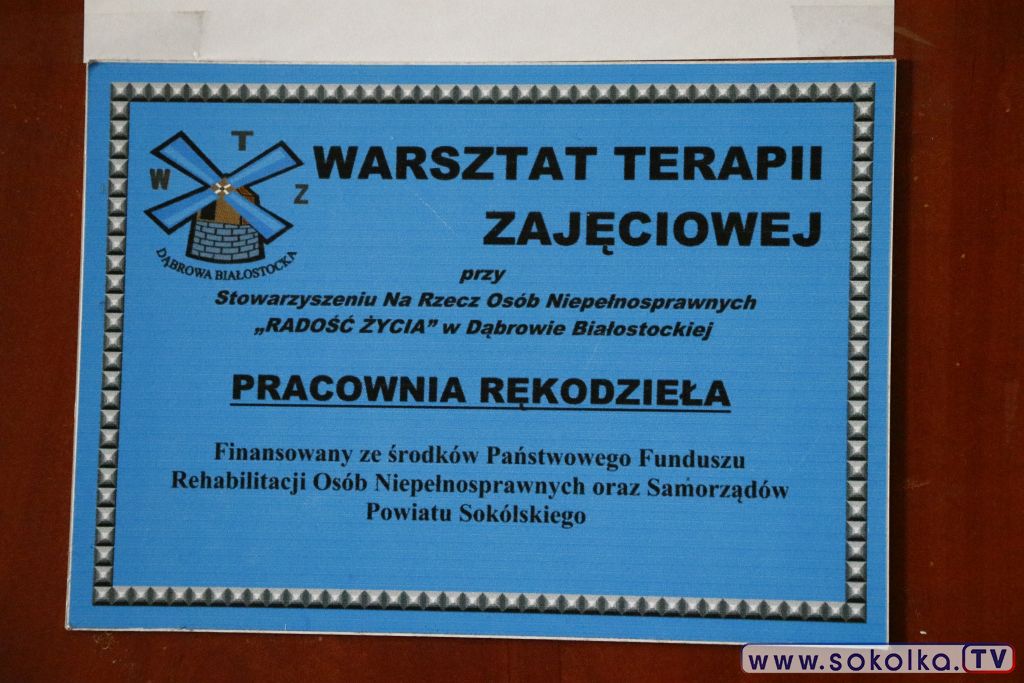 W T Z
DĄBROWA BIAŁOSTOCKA
WARSZTAT TERAPII
ZAJĘCIOWEJ
przy
Stowarzyszeniu Na Rzecz Osób Niepełnosprawnych
„RADOŚĆ ŻYCIA” w Dąbrowie Białostockiej
PRACOWNIA RĘKODZIEŁA
Finansowany ze środków Państwowego Funduszu
Rehabilitacji Osób Niepełnosprawnych oraz Samorządów
Powiatu Sokólskiego
www.sokolka.TV